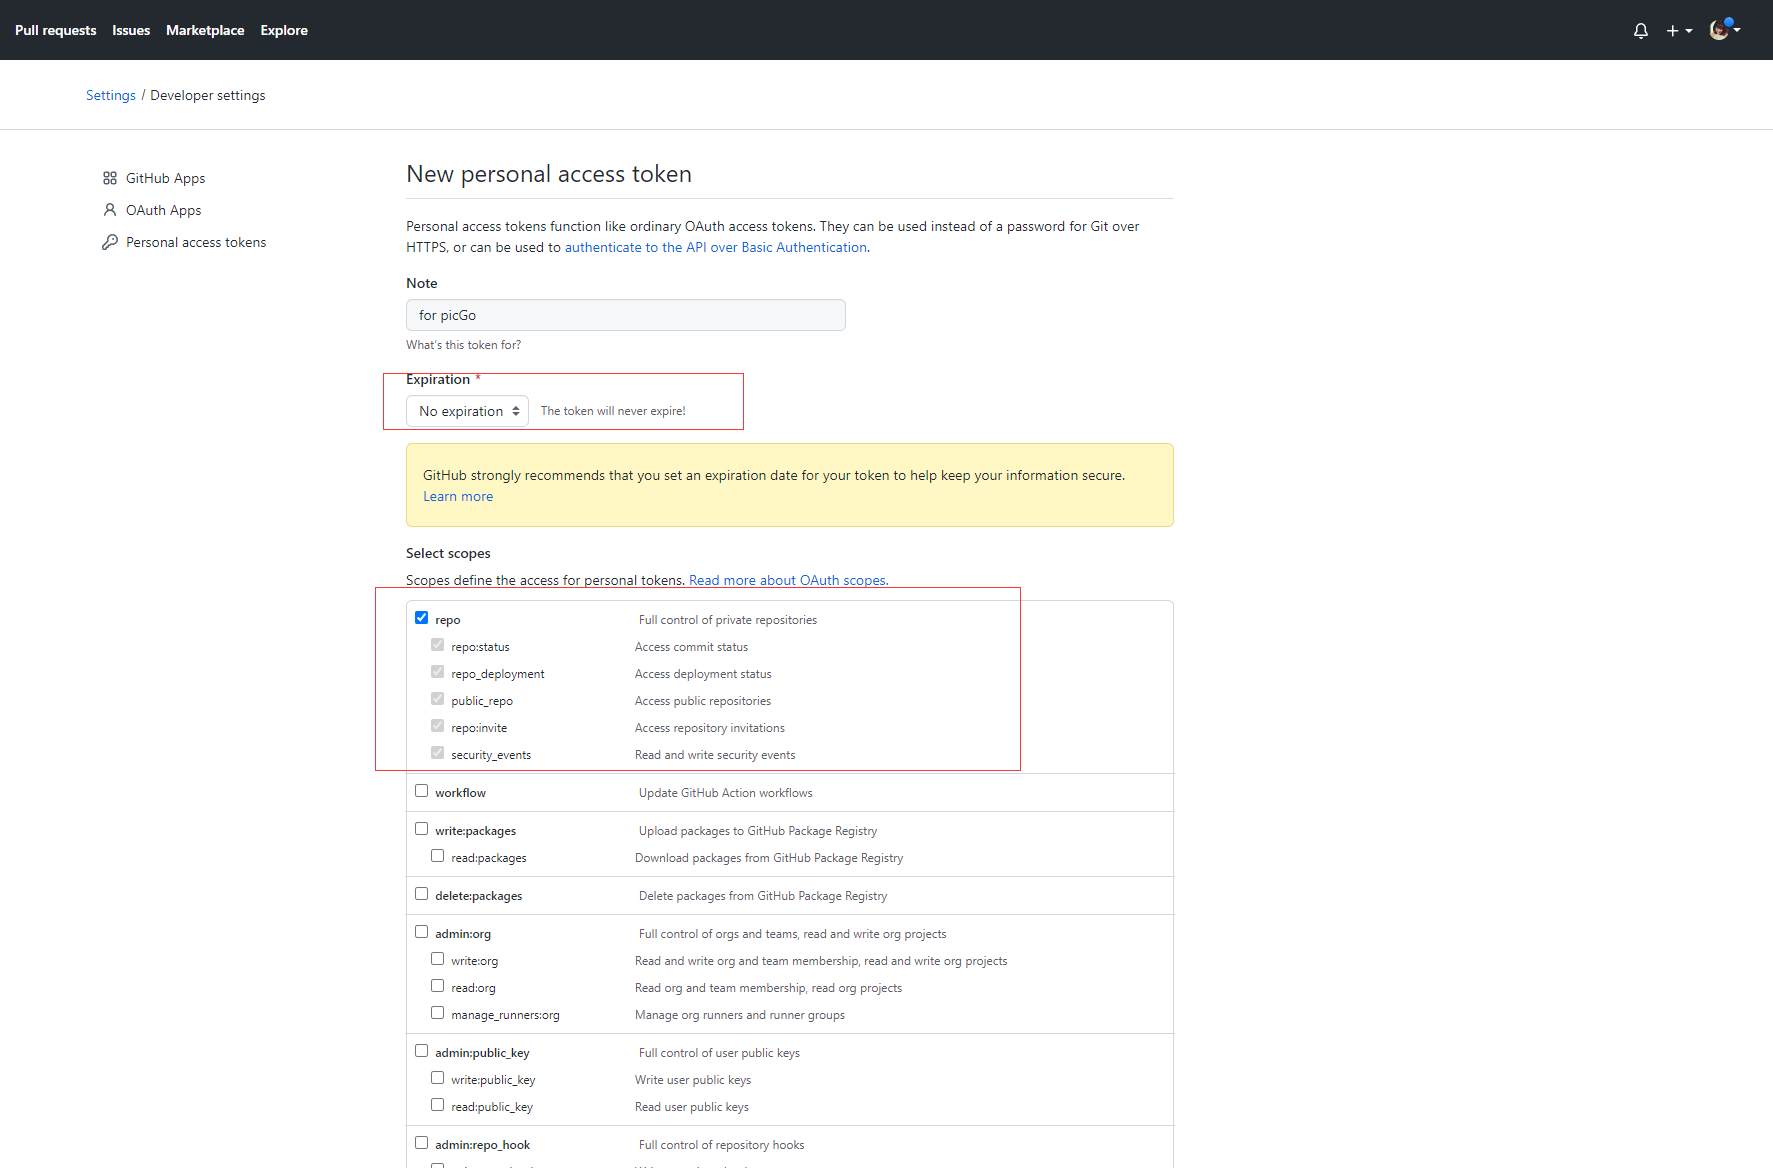 Pull requests Issues Marketplace Explore
Settings / Developer settings
GitHub Apps
OAuth Apps
Personal access tokens
New personal access token
Personal access tokens function like ordinary OAuth access tokens. They can be used instead of a password for Git over
HTTPS, or can be used to authenticate to the API over Basic Authentication.
Note
for picGo
What's this token for?
Expiration *
No expiration The token will never expire!
GitHub strongly recommends that you set an expiration date for your token to help keep your information secure.
Learn more
Select scopes
Scopes define the access for personal tokens. Read more about OAuth scopes.
repo Full control of private repositories
repo:status Access commit status
repo_deployment Access deployment status
public_repo Access public repositories
repo:invite Access repository invitations
security_events Read and write security events
workflow Update GitHub Action workflows
write:packages Upload packages to GitHub Package Registry
read:packages Download packages from GitHub Package Registry
delete:packages Delete packages from GitHub Package Registry
admin:org Full control of orgs and teams, read and write org projects
write:org Read and write org and team membership, read and write org projects
read:org Read org and team membership, read org projects
manage_runners:org Manage org runners and runner groups
admin:public_key Full control of user public keys
write:public_key Write user public keys
read:public_key Read user public keys
admin:repo_hook Full control of repository hooks